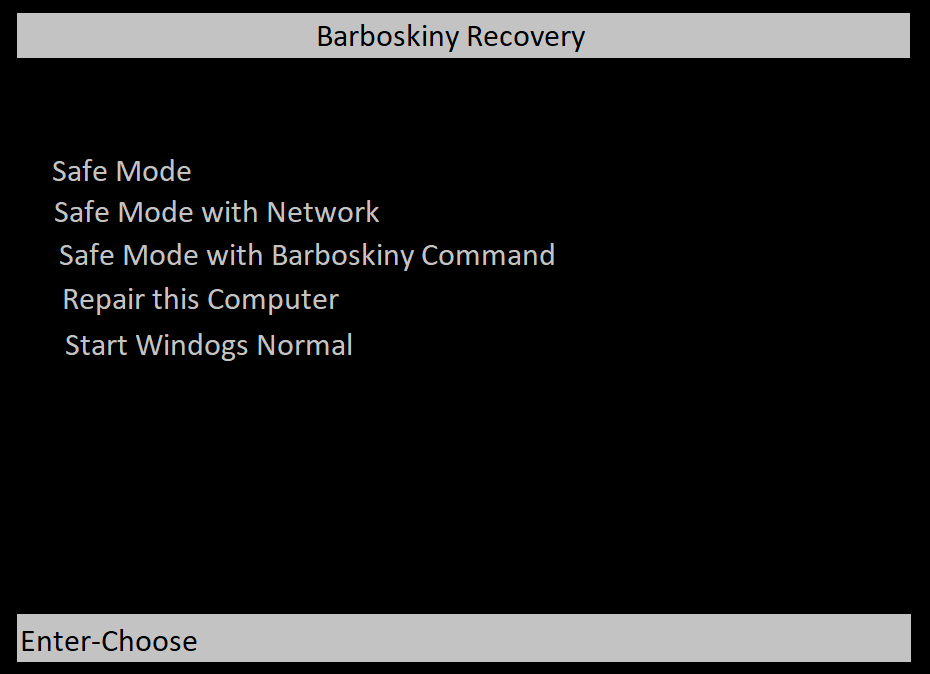 Barboskiny Recovery
Safe Mode
Safe Mode with Network
Safe Mode with Barboskiny Command
Repair this Computer
Start Windogs Normal
Enter-Choose